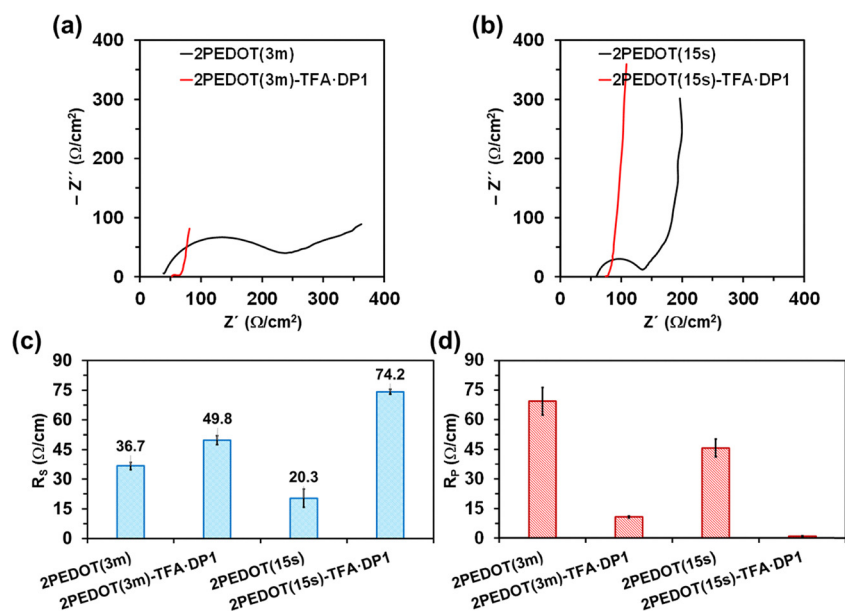 (a)
400
300
200
100
0
– Z´´ (Ω/cm²)
2PEDOT(3m)
2PEDOT(3m)-TFA·DP1
0 100 200 300 400
Z´ (Ω/cm²)
(b)
400
300
200
100
0
– Z´´ (Ω/cm²)
2PEDOT(15s)
2PEDOT(15s)-TFA·DP1
0 100 200 300 400
Z´ (Ω/cm²)
(c)
90
75
60
45
30
15
0
R_S (Ω/cm)
36.7
49.8
20.3
74.2
2PEDOT(3m)
2PEDOT(3m)-TFA·DP1
2PEDOT(15s)
2PEDOT(15s)-TFA·DP1
(d)
90
75
60
45
30
15
0
R_P (Ω/cm)
2PEDOT(3m)
2PEDOT(3m)-TFA·DP1
2PEDOT(15s)
2PEDOT(15s)-TFA·DP1